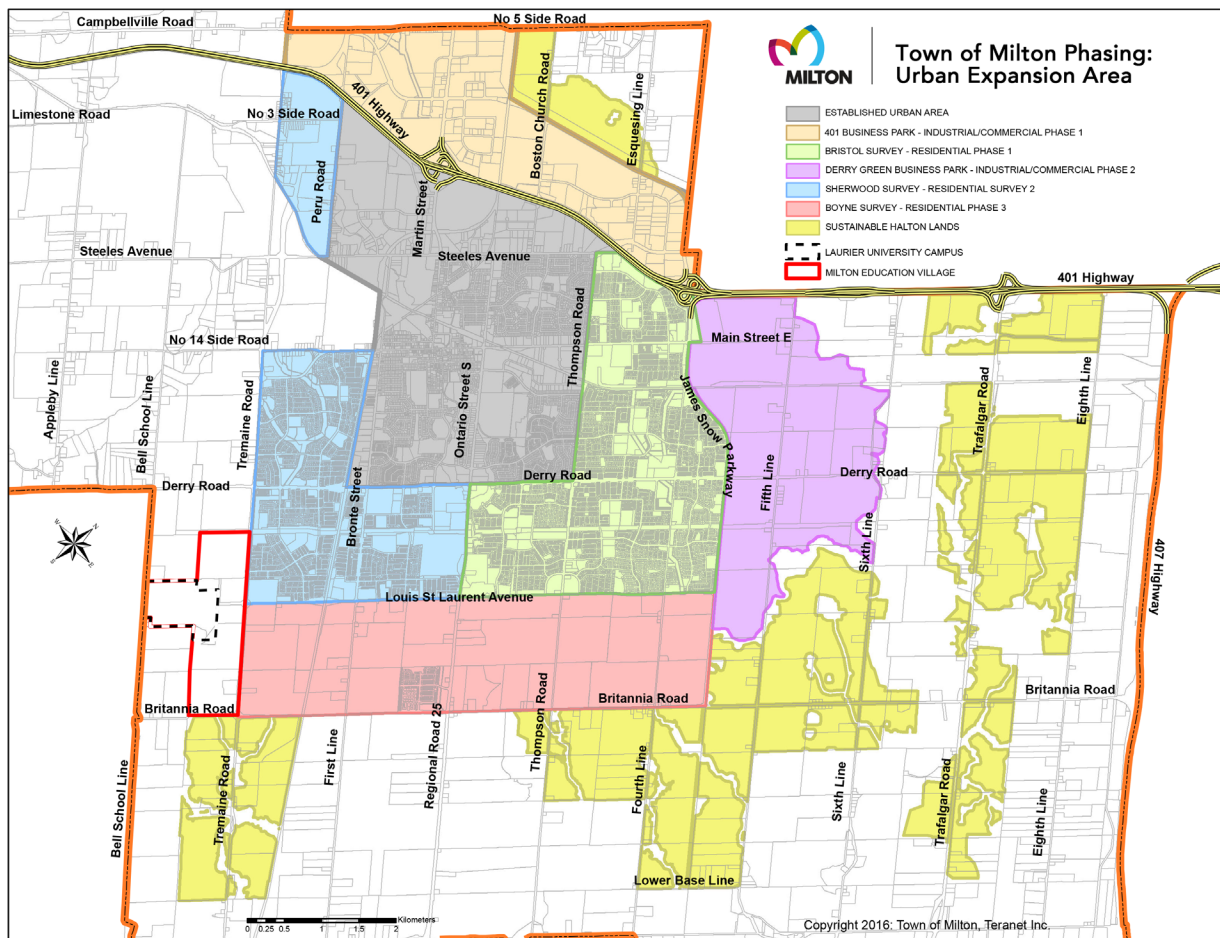 Campbellville Road
No 5 Side Road
MILTON
Town of Milton Phasing:
Urban Expansion Area
ESTABLISHED URBAN AREA
401 BUSINESS PARK - INDUSTRIAL/COMMERCIAL PHASE 1
BRISTOL SURVEY - RESIDENTIAL PHASE 1
DERRY GREEN BUSINESS PARK - INDUSTRIAL/COMMERCIAL PHASE 2
SHERWOOD SURVEY - RESIDENTIAL SURVEY 2
BOYNE SURVEY - RESIDENTIAL PHASE 3
SUSTAINABLE HALTON LANDS
LAURIER UNIVERSITY CAMPUS
MILTON EDUCATION VILLAGE
401 Highway
Limestone Road
No 3 Side Road
Boston Church Road
Esquesing Line
Peru Road
Martin Street
Steeles Avenue
Steeles Avenue
401 Highway
No 14 Side Road
Thompson Road
Main Street E
Appleby Line
Bell School Line
Tremaine Road
Ontario Street S
James Snow Parkway
Trafalgar Road
Eighth Line
Derry Road
Derry Road
Derry Road
Bronte Street
Fifth Line
Sixth Line
407 Highway
W
N
S
E
Louis St Laurent Avenue
Britannia Road
Britannia Road
Britannia Road
Bell School Line
Tremaine Road
First Line
Regional Road 25
Thompson Road
Fourth Line
Sixth Line
Trafalgar Road
Eighth Line
Lower Base Line
Kilometers
0 0.25 0.5 1 1.5 2
Copyright 2016: Town of Milton, Teranet Inc.